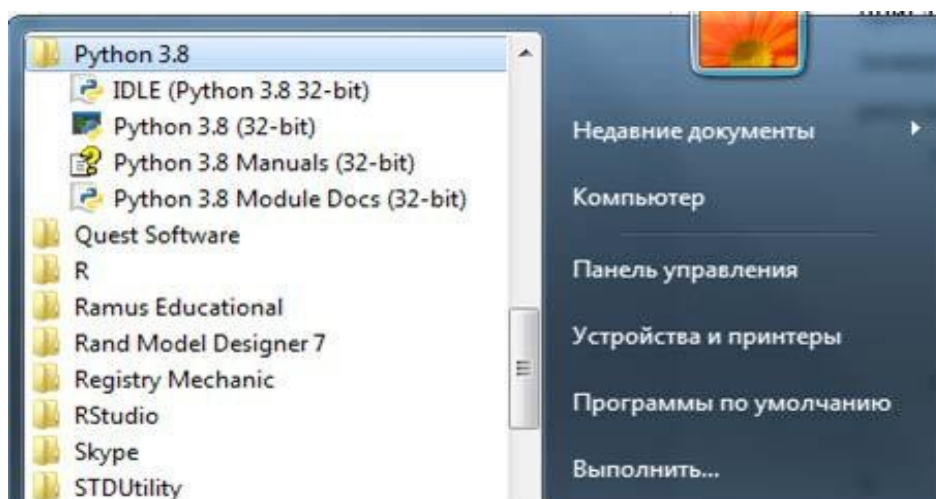 Python 3.8
IDLE (Python 3.8 32-bit)
Python 3.8 (32-bit)
Python 3.8 Manuals (32-bit)
Python 3.8 Module Docs (32-bit)
Quest Software
R
Ramus Educational
Rand Model Designer 7
Registry Mechanic
RStudio
Skype
STDUtility
Недавние документы
Компьютер
Панель управления
Устройства и принтеры
Программы по умолчанию
Выполнить...